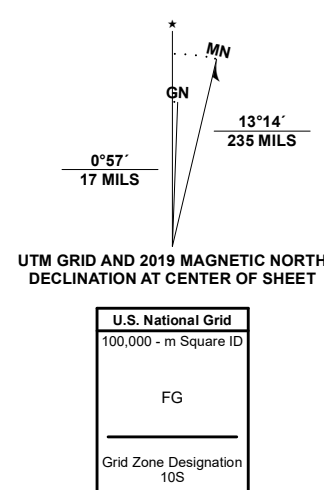 ★
MN
GN
13°14´
235 MILS
0°57´
17 MILS
UTM GRID AND 2019 MAGNETIC NORTH
DECLINATION AT CENTER OF SHEET
U.S. National Grid
100,000 - m Square ID
FG
Grid Zone Designation
10S